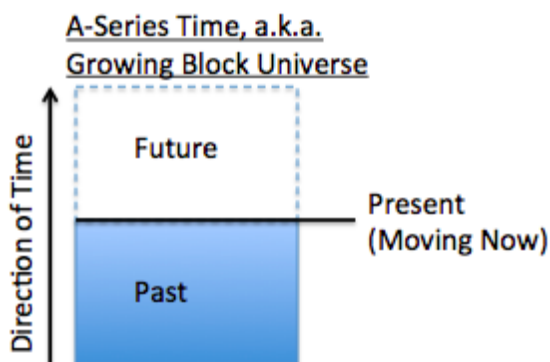 A-Series Time, a.k.a.
Growing Block Universe
Direction of Time
Future
Present
(Moving Now)
Past